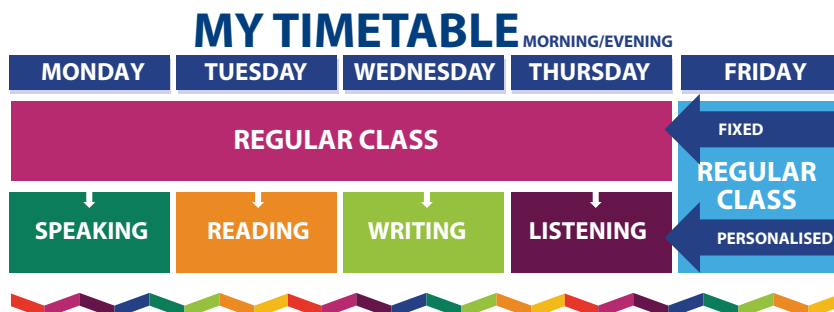 MY TIMETABLE MORNING/EVENING
MONDAY TUESDAY WEDNESDAY THURSDAY FRIDAY
REGULAR CLASS
FIXED
REGULAR
CLASS
SPEAKING READING WRITING LISTENING
PERSONALISED